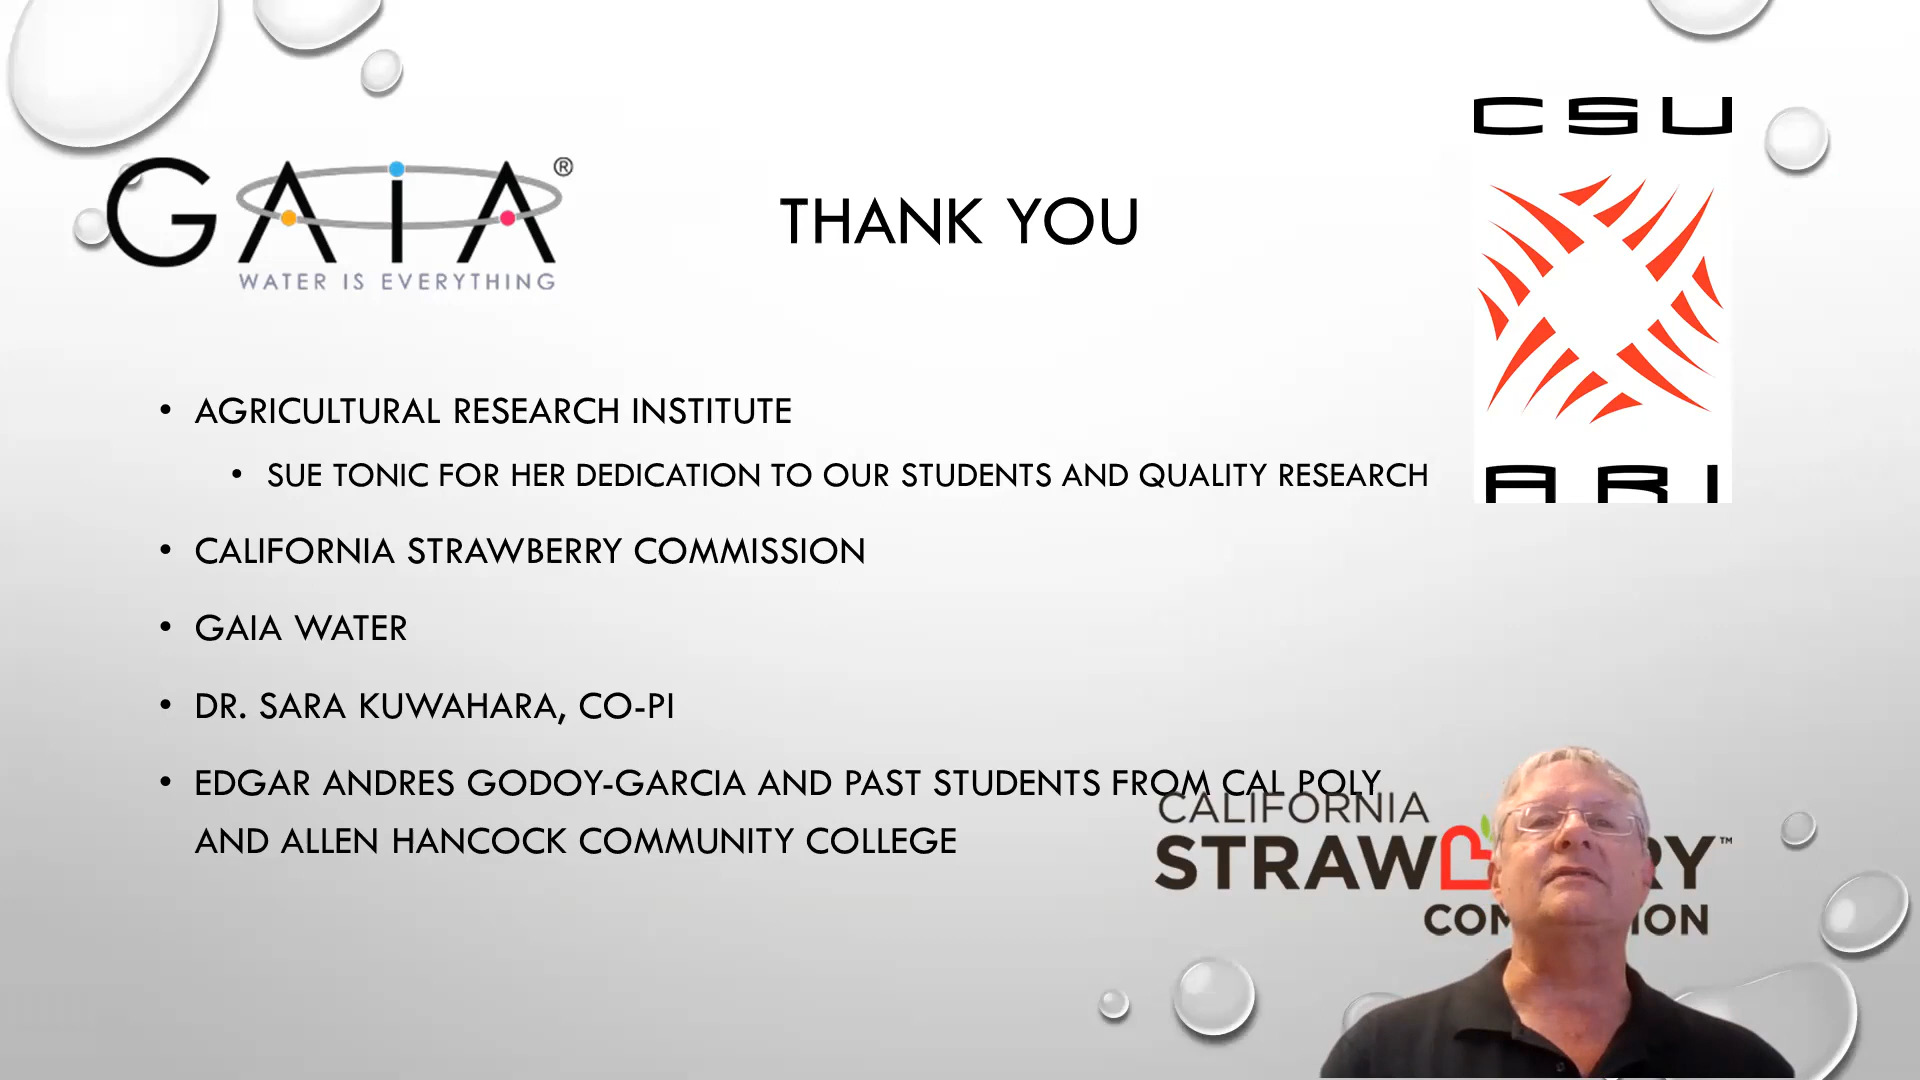 GAIA®
WATER IS EVERYTHING
THANK YOU
CSU
ARI
• AGRICULTURAL RESEARCH INSTITUTE
• SUE TONIC FOR HER DEDICATION TO OUR STUDENTS AND QUALITY RESEARCH
• CALIFORNIA STRAWBERRY COMMISSION
• GAIA WATER
• DR. SARA KUWAHARA, CO-PI
• EDGAR ANDRES GODOY-GARCIA AND PAST STUDENTS FROM CAL POLY
AND ALLEN HANCOCK COMMUNITY COLLEGE
CALIFORNIA